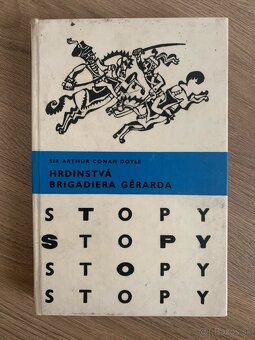 SIR ARTHUR CONAN DOYLE
HRDINSTVÁ
BRIGADIERA GÉRARDA
STOPY
STOPY
STOPY
STOPY